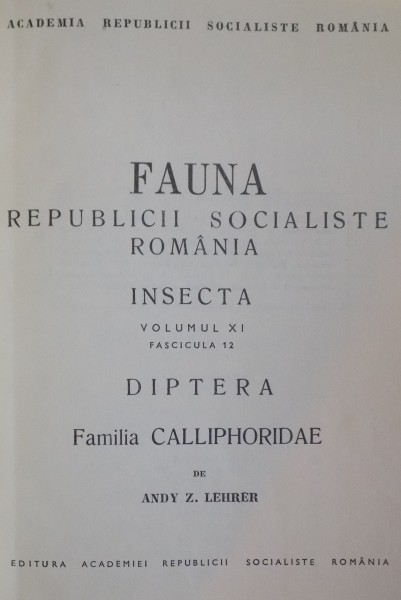 ACADEMIA REPUBLICII SOCIALISTE ROMÂNIA
FAUNA
REPUBLICII SOCIALISTE
ROMÂNIA
INSECTA
VOLUMUL XI
FASCICULA 12
DIPTERA
Familia CALLIPHORIDAE
DE
ANDY Z. LEHRER
EDITURA ACADEMIEI REPUBLICII SOCIALISTE ROMÂNIA